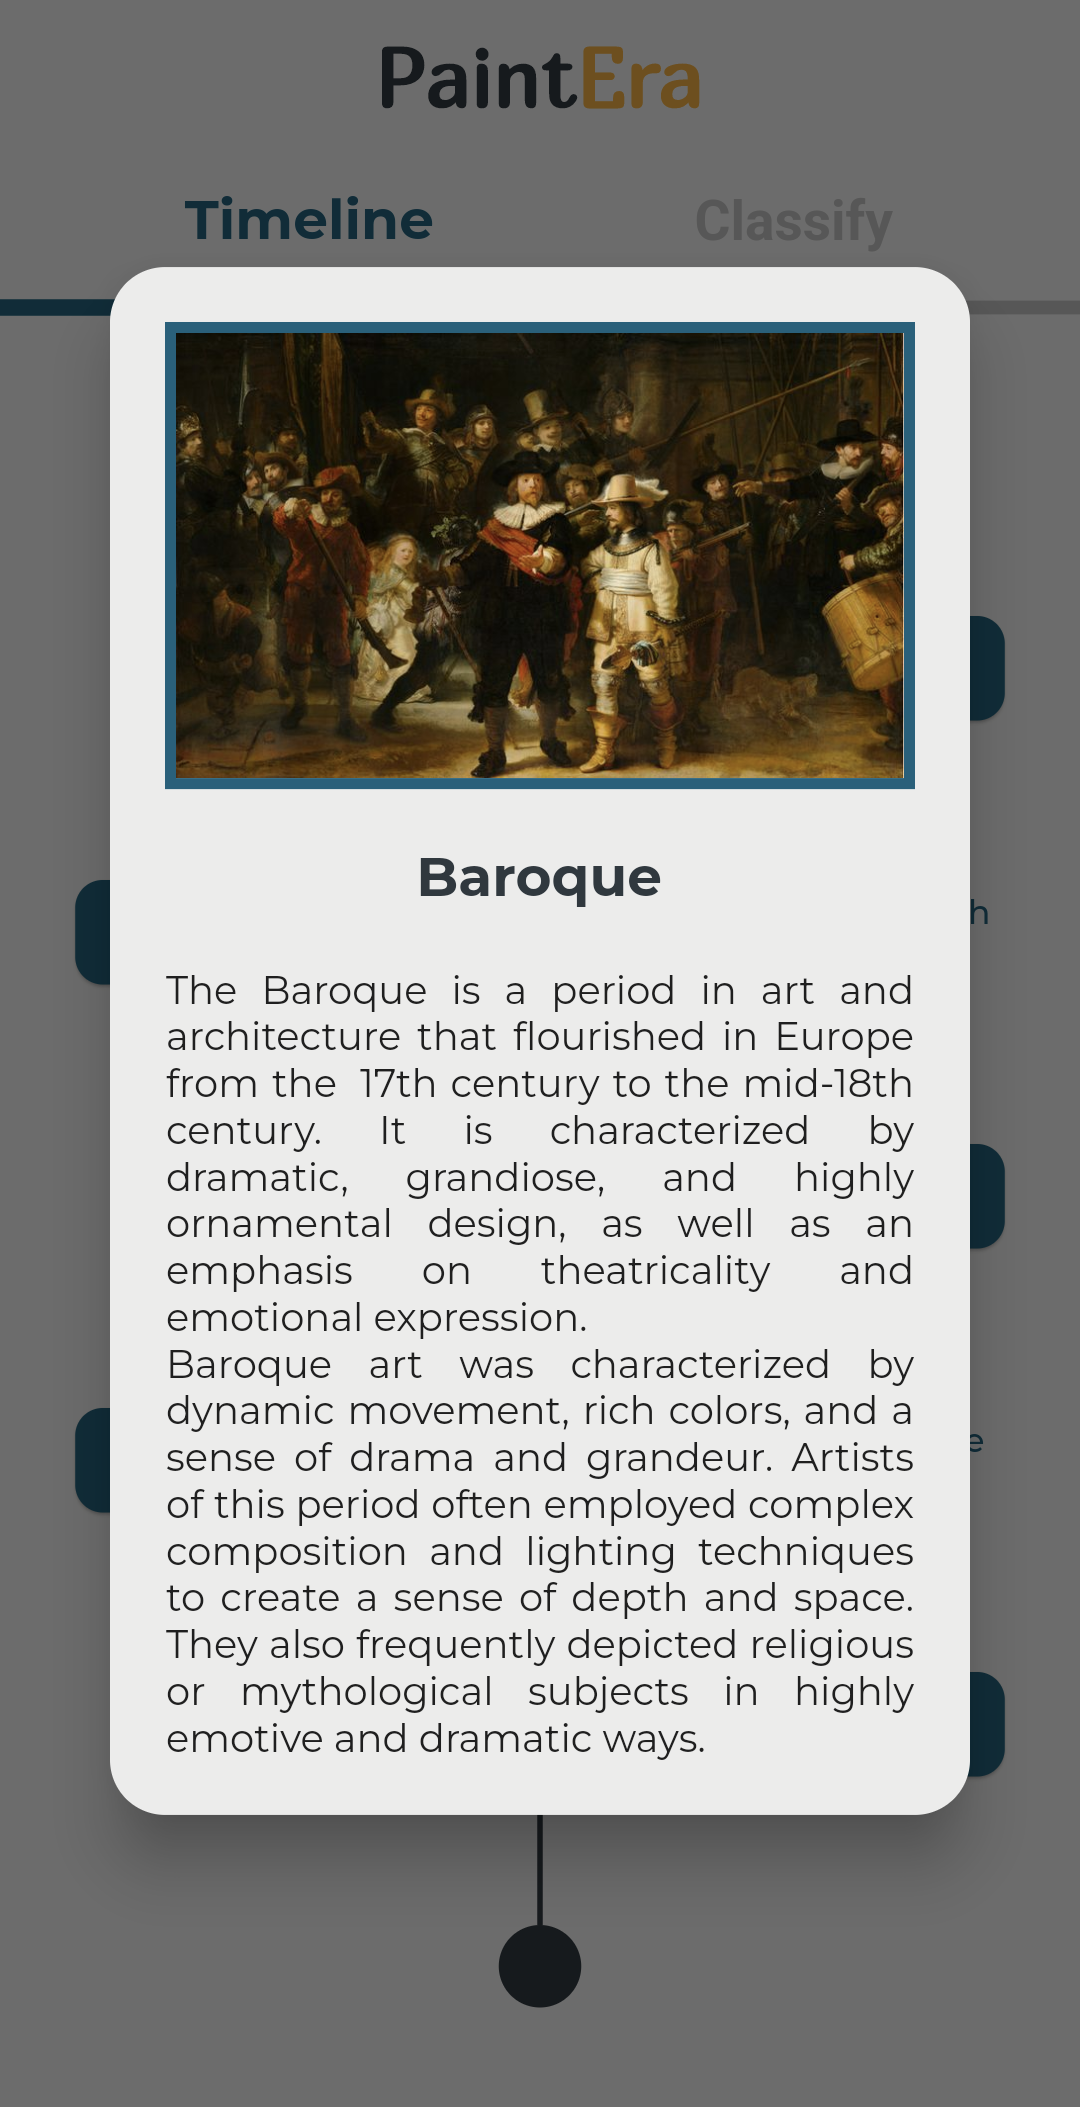 PaintEra
Timeline
Classify
Baroque
The Baroque is a period in art and
architecture that flourished in Europe
from the 17th century to the mid-18th
century. It is characterized by
dramatic, grandiose, and highly
ornamental design, as well as an
emphasis on theatricality and
emotional expression.
Baroque art was characterized by
dynamic movement, rich colors, and a
sense of drama and grandeur. Artists
of this period often employed complex
composition and lighting techniques
to create a sense of depth and space.
They also frequently depicted religious
or mythological subjects in highly
emotive and dramatic ways.